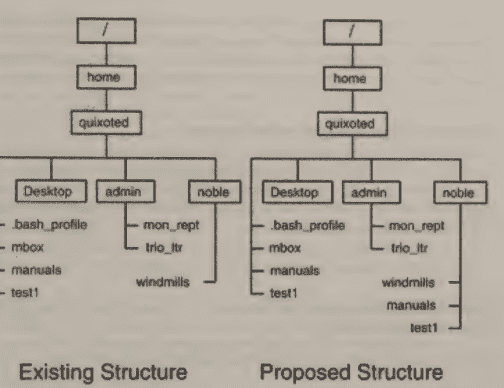 /
home
quixoted
Desktop
admin
noble
.bash_profile
mbox
manuals
test1
mon_rept
trio_ltr
windmills
Existing Structure
/
home
quixoted
Desktop
admin
noble
.bash_profile
mbox
manuals
test1
mon_rept
trio_ltr
windmills
manuals
test1
Proposed Structure